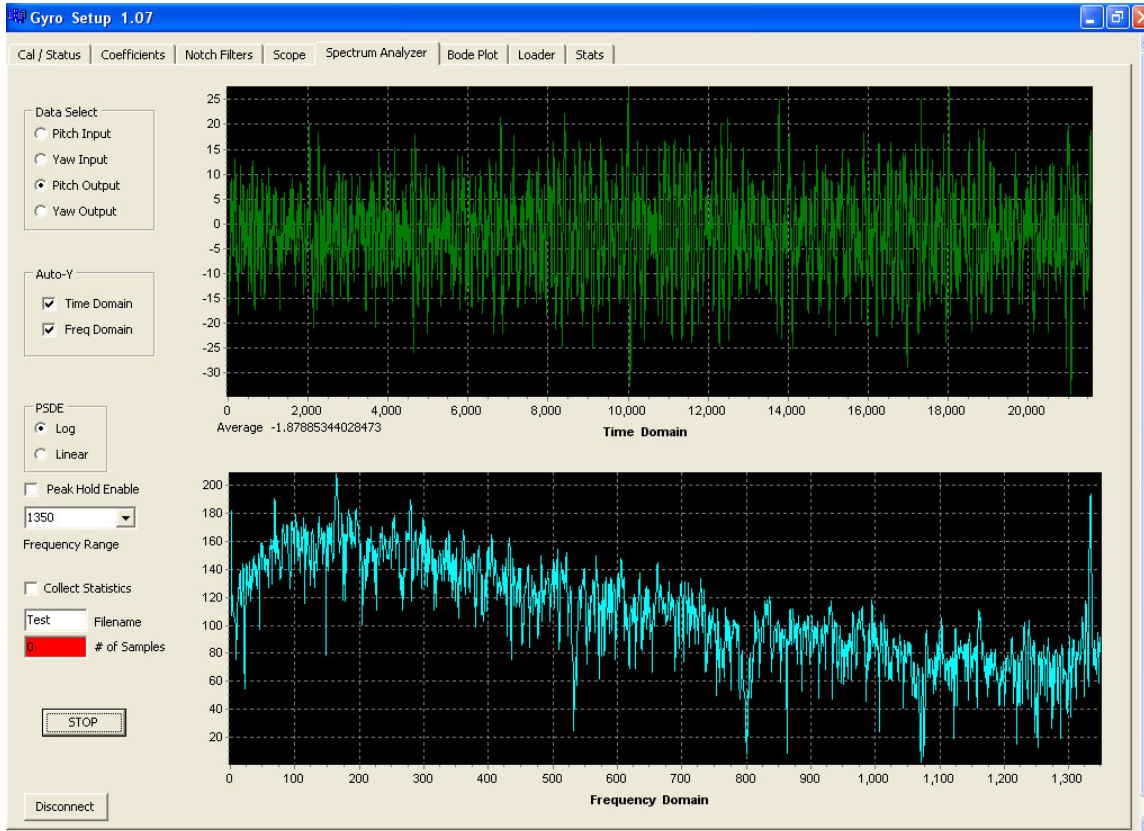 Gyro Setup 1.07
Cal / Status Coefficients Notch Filters Scope Spectrum Analyzer Bode Plot Loader Stats
Data Select
Pitch Input
Yaw Input
Pitch Output
Yaw Output
Auto-Y
Time Domain
Freq Domain
PSDE
Log
Linear
Peak Hold Enable
1350
Frequency Range
Collect Statistics
Test Filename
0 # of Samples
STOP
Disconnect
25
20
15
10
5
0
-5
-10
-15
-20
-25
-30
0 2,000 4,000 6,000 8,000 10,000 12,000 14,000 16,000 18,000 20,000
Average -1.87885344028473
Time Domain
200
180
160
140
120
100
80
60
40
20
0 100 200 300 400 500 600 700 800 900 1,000 1,100 1,200 1,300
Frequency Domain